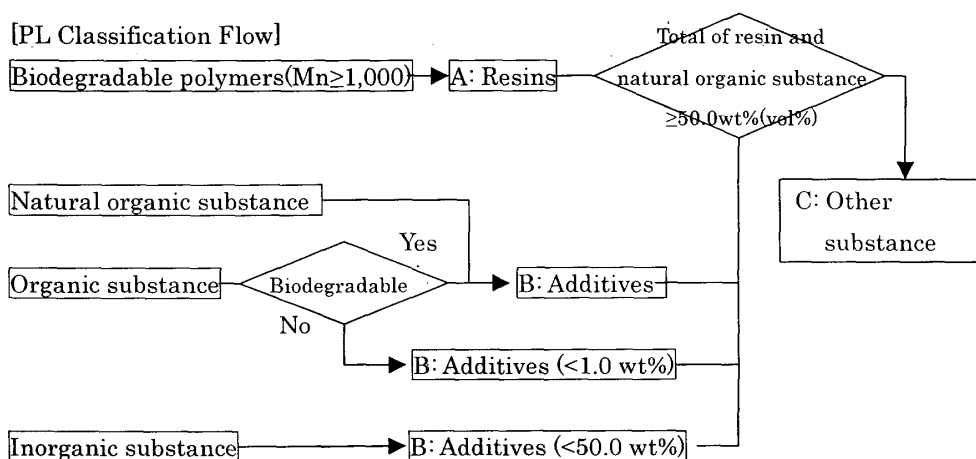 [PL Classification Flow]
Biodegradable polymers(Mn≥1,000)
A: Resins
Total of resin and
natural organic substance
≥50.0wt%(vol%)
Natural organic substance
C: Other
substance
Yes
Organic substance
Biodegradable
B: Additives
No
B: Additives (<1.0 wt%)
Inorganic substance
B: Additives (<50.0 wt%)